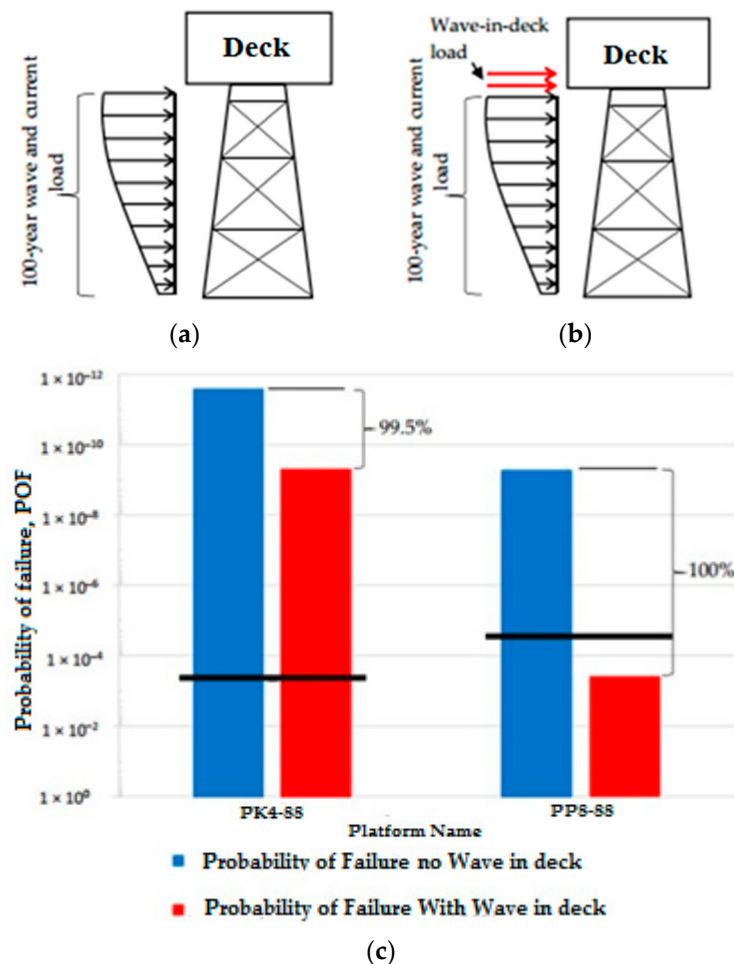 Deck
100-year wave and current
load
(a)
Wave-in-deck
load
Deck
100-year wave and current
load
(b)
Probability of failure, POF
1 × 10⁻¹²
1 × 10⁻¹⁰
1 × 10⁻⁸
1 × 10⁻⁶
1 × 10⁻⁴
1 × 10⁻²
1 × 10⁰
99.5%
100%
PK4-SS
PP8-SS
Platform Name
Probability of Failure no Wave in deck
Probability of Failure With Wave in deck
(c)